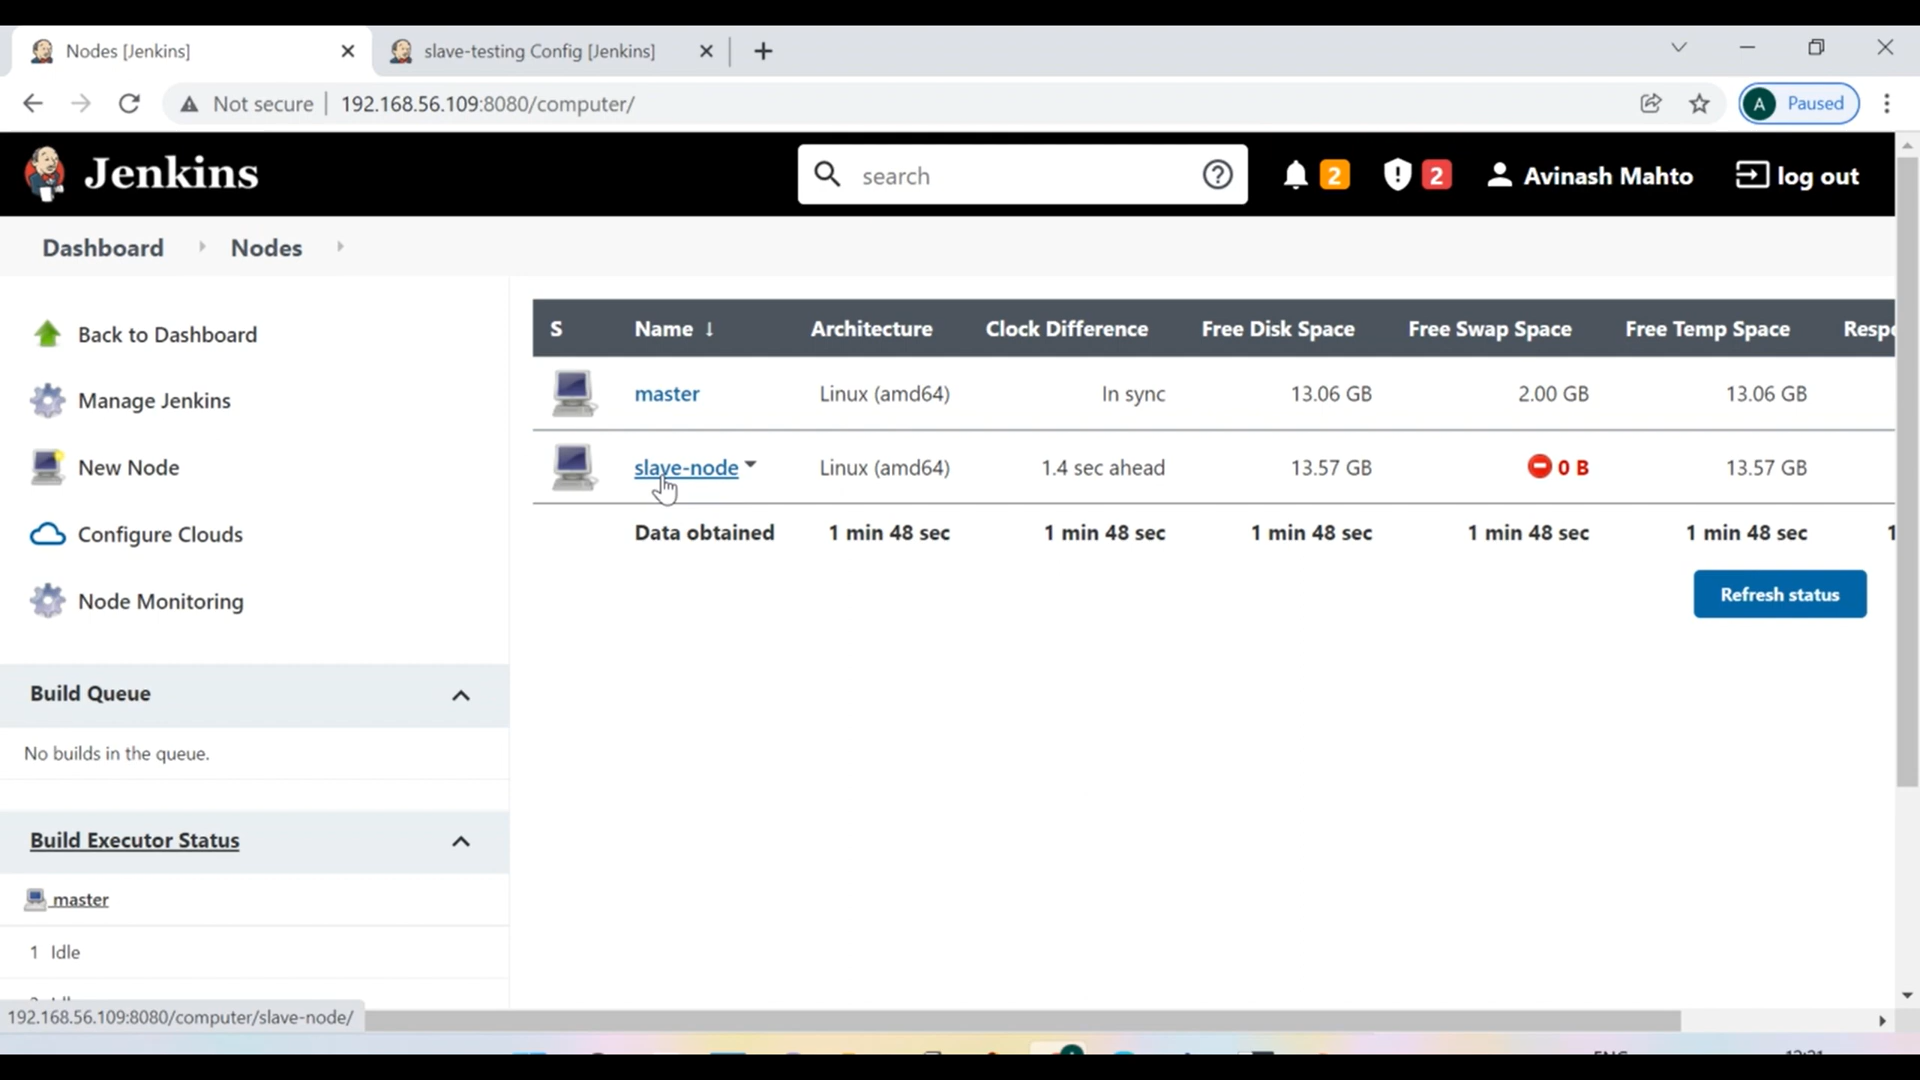 Nodes [Jenkins]
slave-testing Config [Jenkins]
Not secure
192.168.56.109:8080/computer/
A Paused
Jenkins
search
2
2
Avinash Mahto
log out
Dashboard
Nodes
Back to Dashboard
Manage Jenkins
New Node
Configure Clouds
Node Monitoring
S Name ↓ Architecture Clock Difference Free Disk Space Free Swap Space Free Temp Space Respo
master Linux (amd64) In sync 13.06 GB 2.00 GB 13.06 GB
slave-node Linux (amd64) 1.4 sec ahead 13.57 GB 0 B 13.57 GB
Data obtained 1 min 48 sec 1 min 48 sec 1 min 48 sec 1 min 48 sec 1 min 48 sec 1
Refresh status
Build Queue
No builds in the queue.
Build Executor Status
master
1 Idle
192.168.56.109:8080/computer/slave-node/